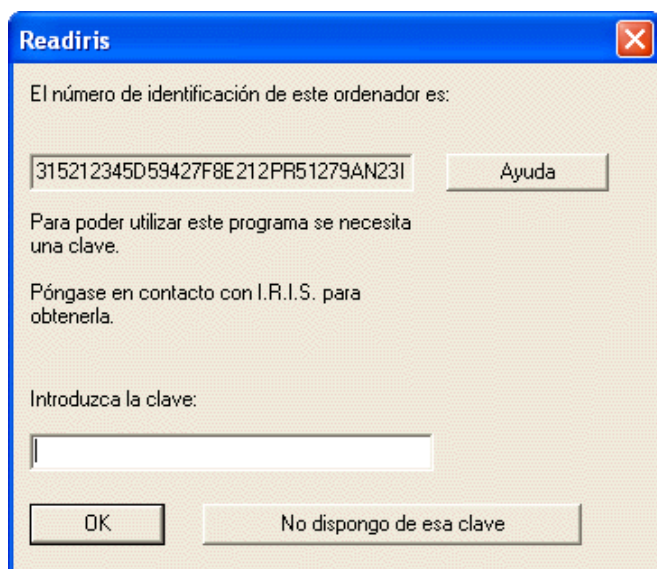 Readiris
El número de identificación de este ordenador es:
315212345D59427F8E212PR51279AN23I
Ayuda
Para poder utilizar este programa se necesita
una clave.
Póngase en contacto con I.R.I.S. para
obtenerla.
Introduzca la clave:
OK
No dispongo de esa clave